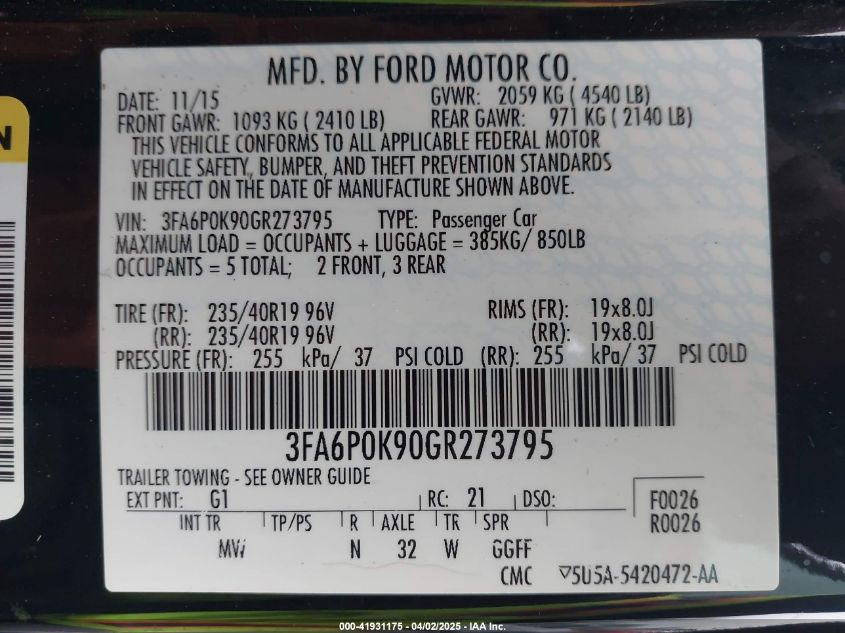 N
MFD. BY FORD MOTOR CO.
DATE: 11/15 GVWR: 2059 KG ( 4540 LB)
FRONT GAWR: 1093 KG ( 2410 LB) REAR GAWR: 971 KG ( 2140 LB)
THIS VEHICLE CONFORMS TO ALL APPLICABLE FEDERAL MOTOR
VEHICLE SAFETY, BUMPER, AND THEFT PREVENTION STANDARDS
IN EFFECT ON THE DATE OF MANUFACTURE SHOWN ABOVE.
VIN: 3FA6P0K90GR273795 TYPE: Passenger Car
MAXIMUM LOAD = OCCUPANTS + LUGGAGE = 385KG/ 850LB
OCCUPANTS = 5 TOTAL; 2 FRONT, 3 REAR
TIRE (FR): 235/40R19 96V RIMS (FR): 19x8.0J
(RR): 235/40R19 96V (RR): 19x8.0J
PRESSURE (FR): 255 kPa/ 37 PSI COLD (RR): 255 kPa/ 37 PSI COLD
3FA6P0K90GR273795
TRAILER TOWING - SEE OWNER GUIDE
EXT PNT: G1 RC: 21 DSO: F0026
INT TR TP/PS R AXLE TR SPR R0026
MW N 32 W GGFF
CMC ▽5U5A-5420472-AA
000-41931175 - 04/02/2025 - IAA Inc.